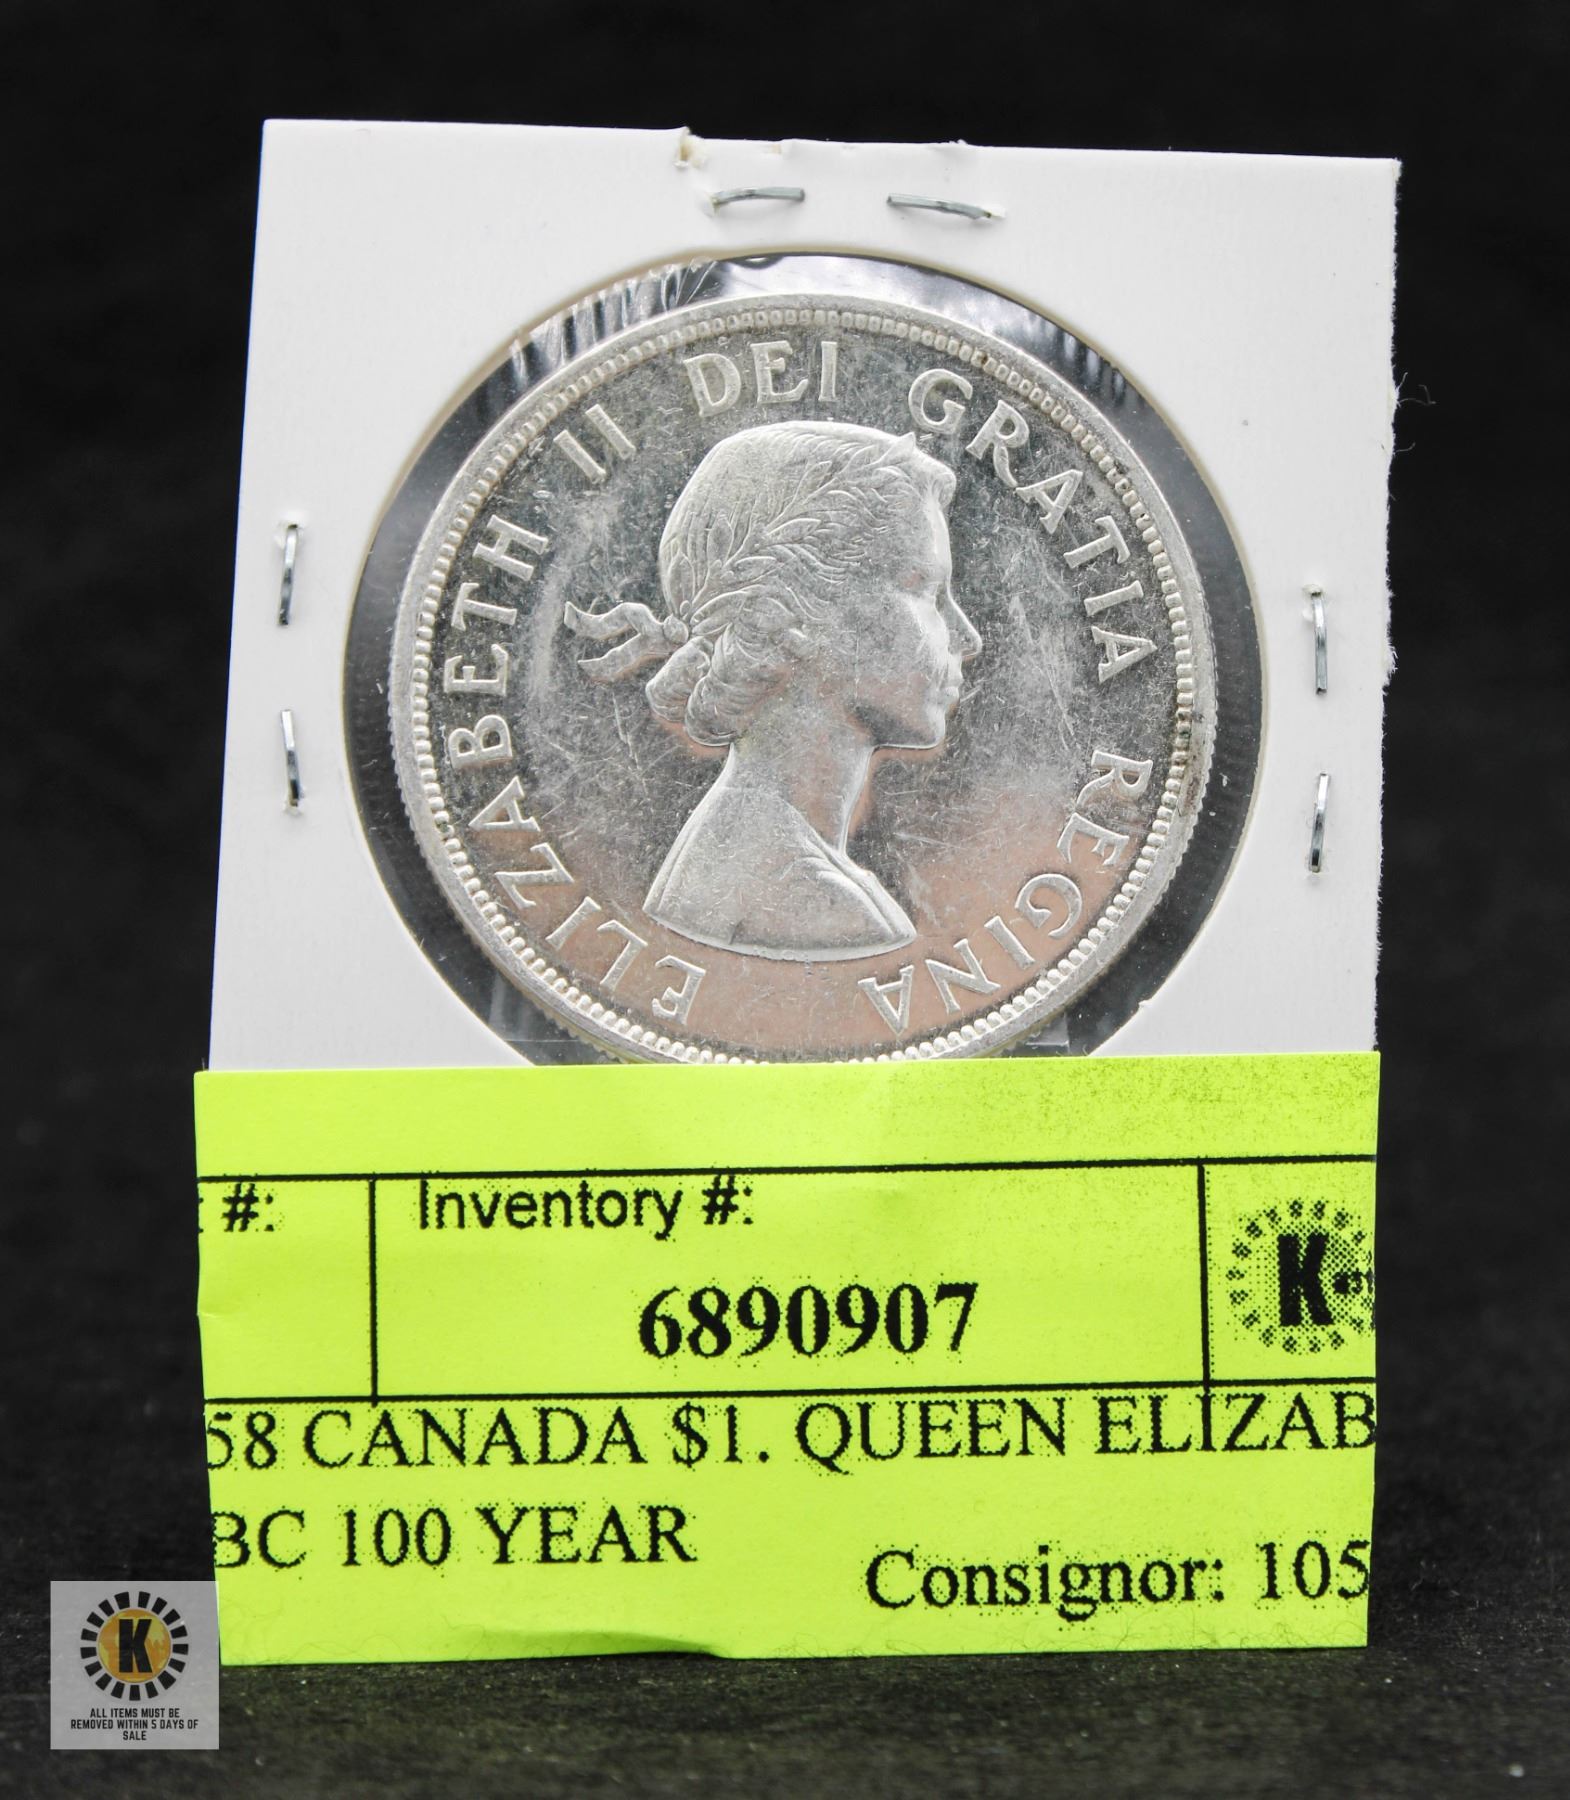 ELIZABETH II DEI GRATIA REGINA
#:
Inventory #:
6890907
K
58 CANADA $1. QUEEN ELIZAB
BC 100 YEAR
Consignor: 105
K
ALL ITEMS MUST BE
REMOVED WITHIN 5 DAYS OF
SALE